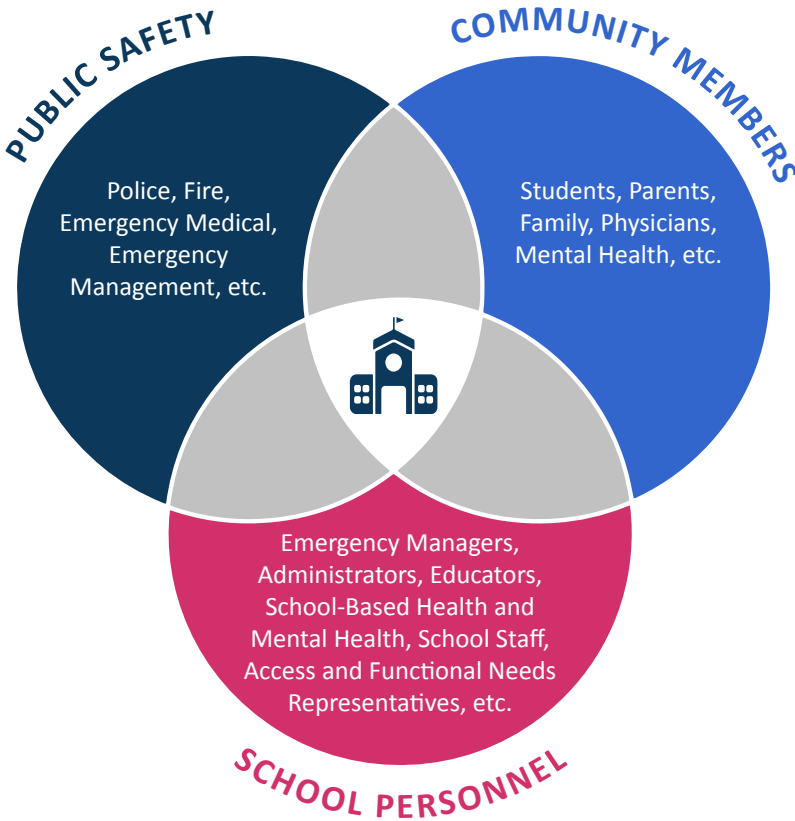 PUBLIC SAFETY
Police, Fire,
Emergency Medical,
Emergency
Management, etc.
COMMUNITY MEMBERS
Students, Parents,
Family, Physicians,
Mental Health, etc.
Emergency Managers,
Administrators, Educators,
School-Based Health and
Mental Health, School Staff,
Access and Functional Needs
Representatives, etc.
SCHOOL PERSONNEL